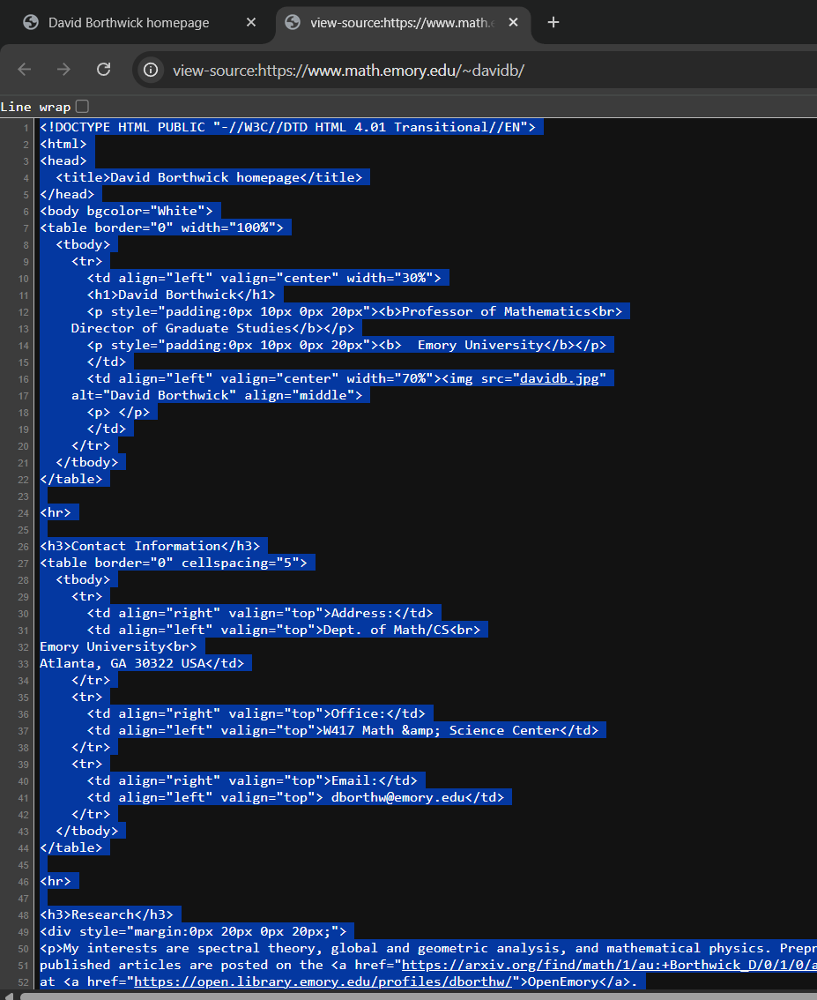 David Borthwick homepage
view-source:https://www.math.e
view-source:https://www.math.emory.edu/~davidb/
Line wrap
1 <!DOCTYPE HTML PUBLIC "-//W3C//DTD HTML 4.01 Transitional//EN">
2 <html>
3 <head>
4 <title>David Borthwick homepage</title>
5 </head>
6 <body bgcolor="White">
7 <table border="0" width="100%">
8 <tbody>
9 <tr>
10 <td align="left" valign="center" width="30%">
11 <h1>David Borthwick</h1>
12 <p style="padding:0px 10px 0px 20px"><b>Professor of Mathematics<br>
13 Director of Graduate Studies</b></p>
14 <p style="padding:0px 10px 0px 20px"><b>  Emory University</b></p>
15 </td>
16 <td align="left" valign="center" width="70%"><img src="davidb.jpg"
17 alt="David Borthwick" align="middle">
18 <p> </p>
19 </td>
20 </tr>
21 </tbody>
22 </table>
23
24 <hr>
25
26 <h3>Contact Information</h3>
27 <table border="0" cellspacing="5">
28 <tbody>
29 <tr>
30 <td align="right" valign="top">Address:</td>
31 <td align="left" valign="top">Dept. of Math/CS<br>
32 Emory University<br>
33 Atlanta, GA 30322 USA</td>
34 </tr>
35 <tr>
36 <td align="right" valign="top">Office:</td>
37 <td align="left" valign="top">W417 Math &amp; Science Center</td>
38 </tr>
39 <tr>
40 <td align="right" valign="top">Email:</td>
41 <td align="left" valign="top"> dborthw@emory.edu</td>
42 </tr>
43 </tbody>
44 </table>
45
46 <hr>
47
48 <h3>Research</h3>
49 <div style="margin:0px 20px 0px 20px;">
50 <p>My interests are spectral theory, global and geometric analysis, and mathematical physics. Prepr
51 published articles are posted on the <a href="https://arxiv.org/find/math/1/au:+Borthwick_D/0/1/0/a
52 at <a href="https://open.library.emory.edu/profiles/dborthw/">OpenEmory</a>.